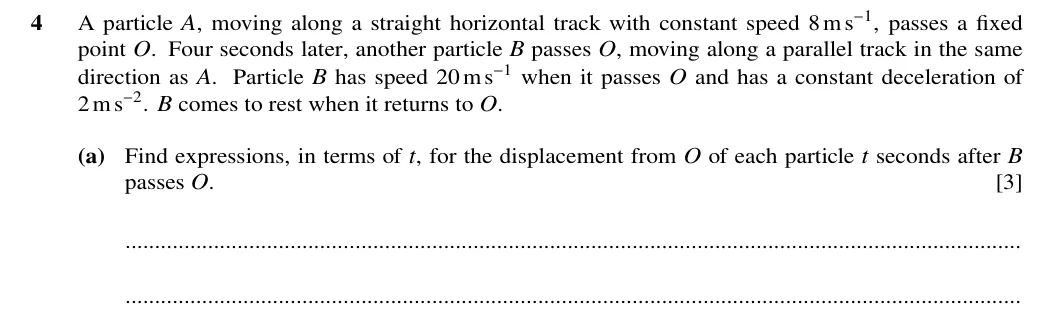 4 A particle A, moving along a straight horizontal track with constant speed 8 m s⁻¹, passes a fixed
point O. Four seconds later, another particle B passes O, moving along a parallel track in the same
direction as A. Particle B has speed 20 m s⁻¹ when it passes O and has a constant deceleration of
2 m s⁻². B comes to rest when it returns to O.
(a) Find expressions, in terms of t, for the displacement from O of each particle t seconds after B
passes O. [3]